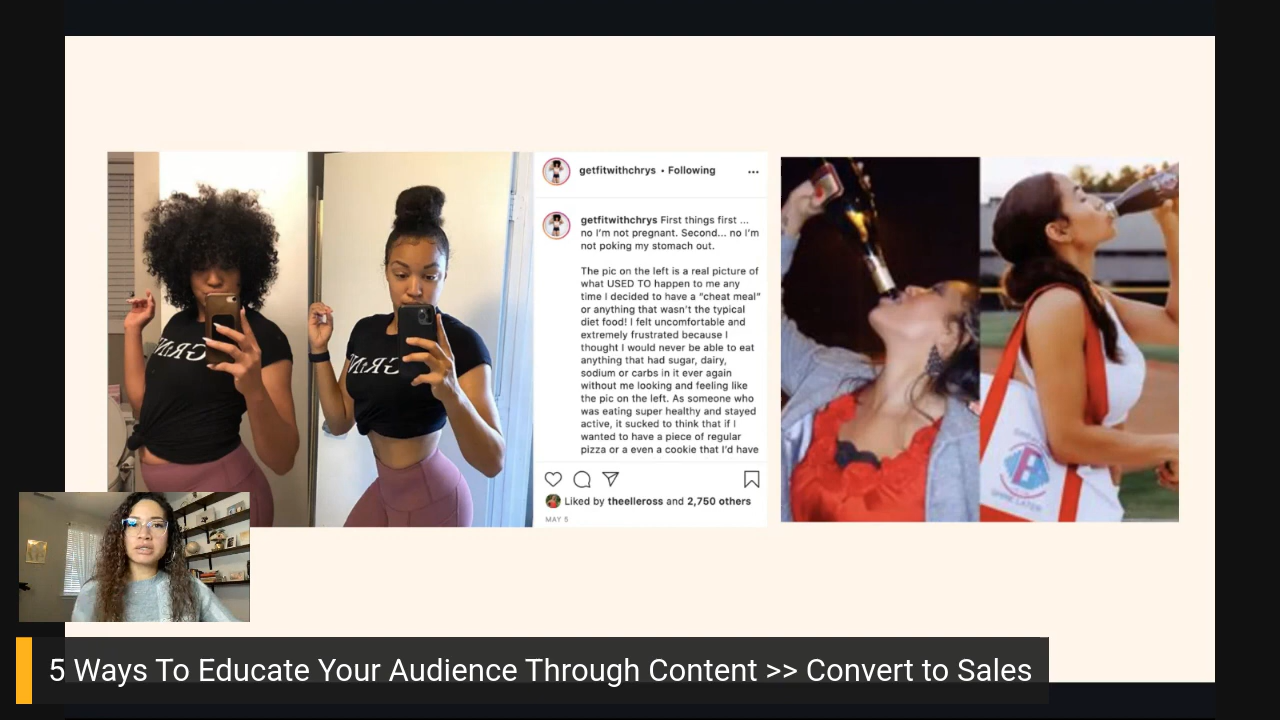 getfitwithchrys • Following
...
getfitwithchrys First things first ...
no I'm not pregnant. Second... no I'm
not poking my stomach out.
The pic on the left is a real picture of
what USED TO happen to me any
time I decided to have a "cheat meal"
or anything that wasn't the typical
diet food! I felt uncomfortable and
extremely frustrated because I
thought I would never be able to eat
anything that had sugar, dairy,
sodium or carbs in it ever again
without me looking and feeling like
the pic on the left. As someone who
was eating super healthy and stayed
active, it sucked to think that if I
wanted to have a piece of regular
pizza or a even a cookie that I'd have
Liked by theelleross and 2,750 others
MAY 5
5 Ways To Educate Your Audience Through Content >> Convert to Sales